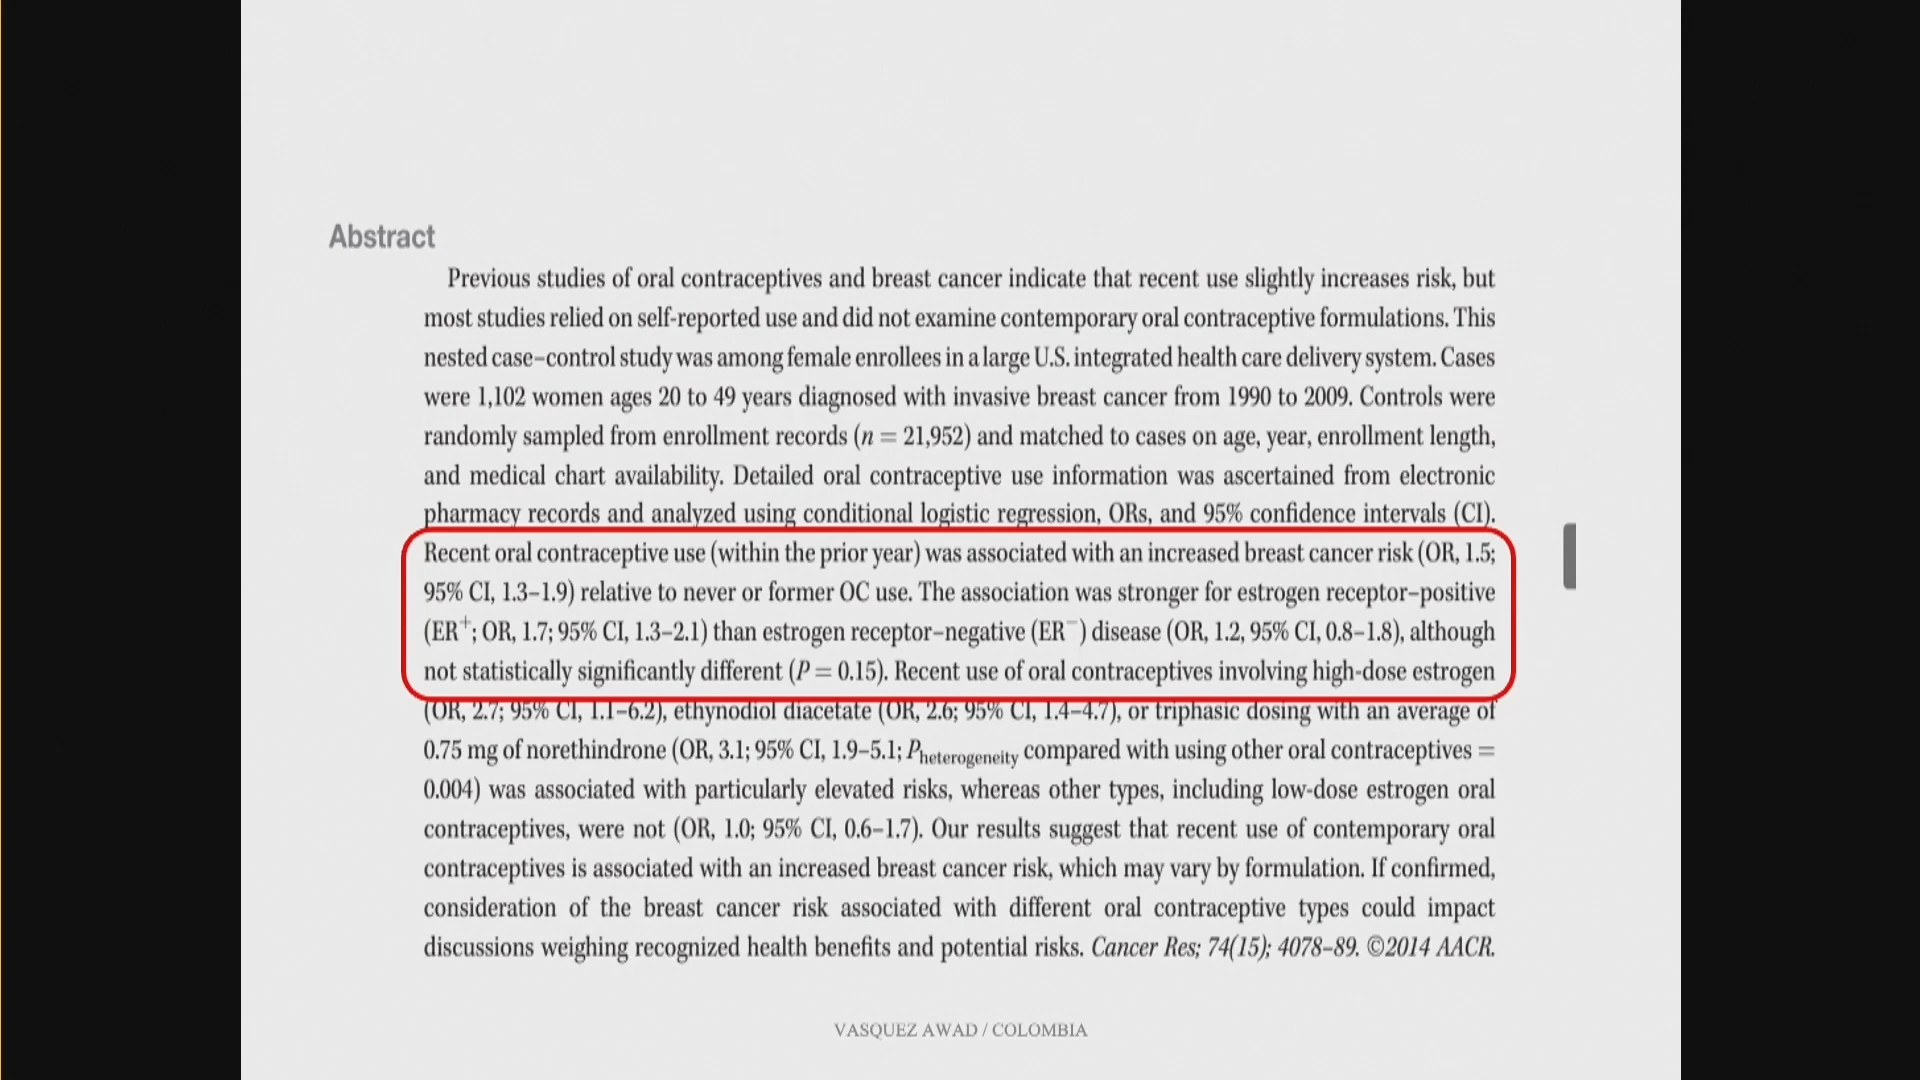 Abstract
Previous studies of oral contraceptives and breast cancer indicate that recent use slightly increases risk, but
most studies relied on self-reported use and did not examine contemporary oral contraceptive formulations. This
nested case–control study was among female enrollees in a large U.S. integrated health care delivery system. Cases
were 1,102 women ages 20 to 49 years diagnosed with invasive breast cancer from 1990 to 2009. Controls were
randomly sampled from enrollment records (n = 21,952) and matched to cases on age, year, enrollment length,
and medical chart availability. Detailed oral contraceptive use information was ascertained from electronic
pharmacy records and analyzed using conditional logistic regression, ORs, and 95% confidence intervals (CI).
Recent oral contraceptive use (within the prior year) was associated with an increased breast cancer risk (OR, 1.5;
95% CI, 1.3–1.9) relative to never or former OC use. The association was stronger for estrogen receptor–positive
(ER⁺; OR, 1.7; 95% CI, 1.3–2.1) than estrogen receptor–negative (ER⁻) disease (OR, 1.2, 95% CI, 0.8–1.8), although
not statistically significantly different (P = 0.15). Recent use of oral contraceptives involving high-dose estrogen
(OR, 2.7; 95% CI, 1.1–6.2), ethynodiol diacetate (OR, 2.6; 95% CI, 1.4–4.7), or triphasic dosing with an average of
0.75 mg of norethindrone (OR, 3.1; 95% CI, 1.9–5.1; Pheterogeneity compared with using other oral contraceptives =
0.004) was associated with particularly elevated risks, whereas other types, including low-dose estrogen oral
contraceptives, were not (OR, 1.0; 95% CI, 0.6–1.7). Our results suggest that recent use of contemporary oral
contraceptives is associated with an increased breast cancer risk, which may vary by formulation. If confirmed,
consideration of the breast cancer risk associated with different oral contraceptive types could impact
discussions weighing recognized health benefits and potential risks. Cancer Res; 74(15); 4078–89. ©2014 AACR.
VASQUEZ AWAD / COLOMBIA